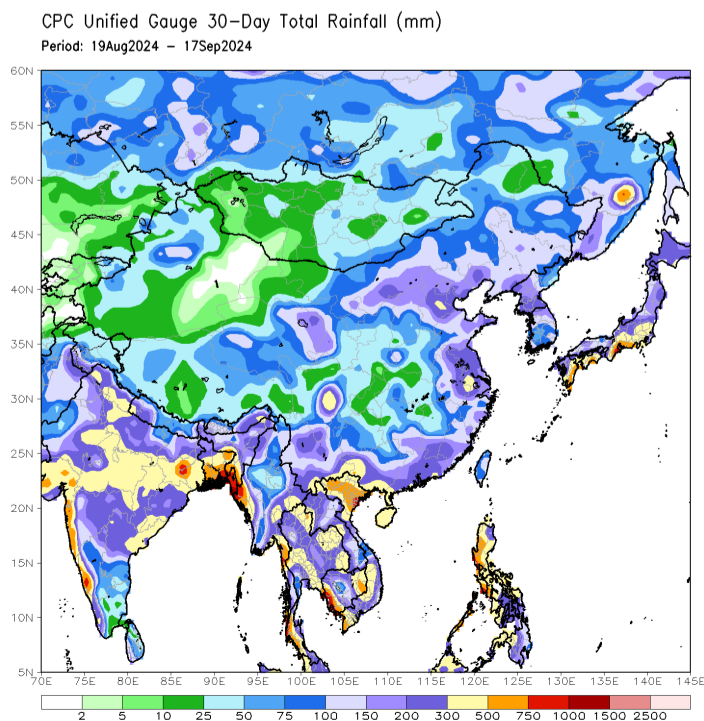 CPC Unified Gauge 30-Day Total Rainfall (mm)
Period: 19Aug2024 - 17Sep2024
60N
55N
50N
45N
40N
35N
30N
25N
20N
15N
10N
5N
70E 75E 80E 85E 90E 95E 100E 105E 110E 115E 120E 125E 130E 135E 140E 145E
2 5 10 25 50 75 100 150 200 300 500 750 1000 1500 2500